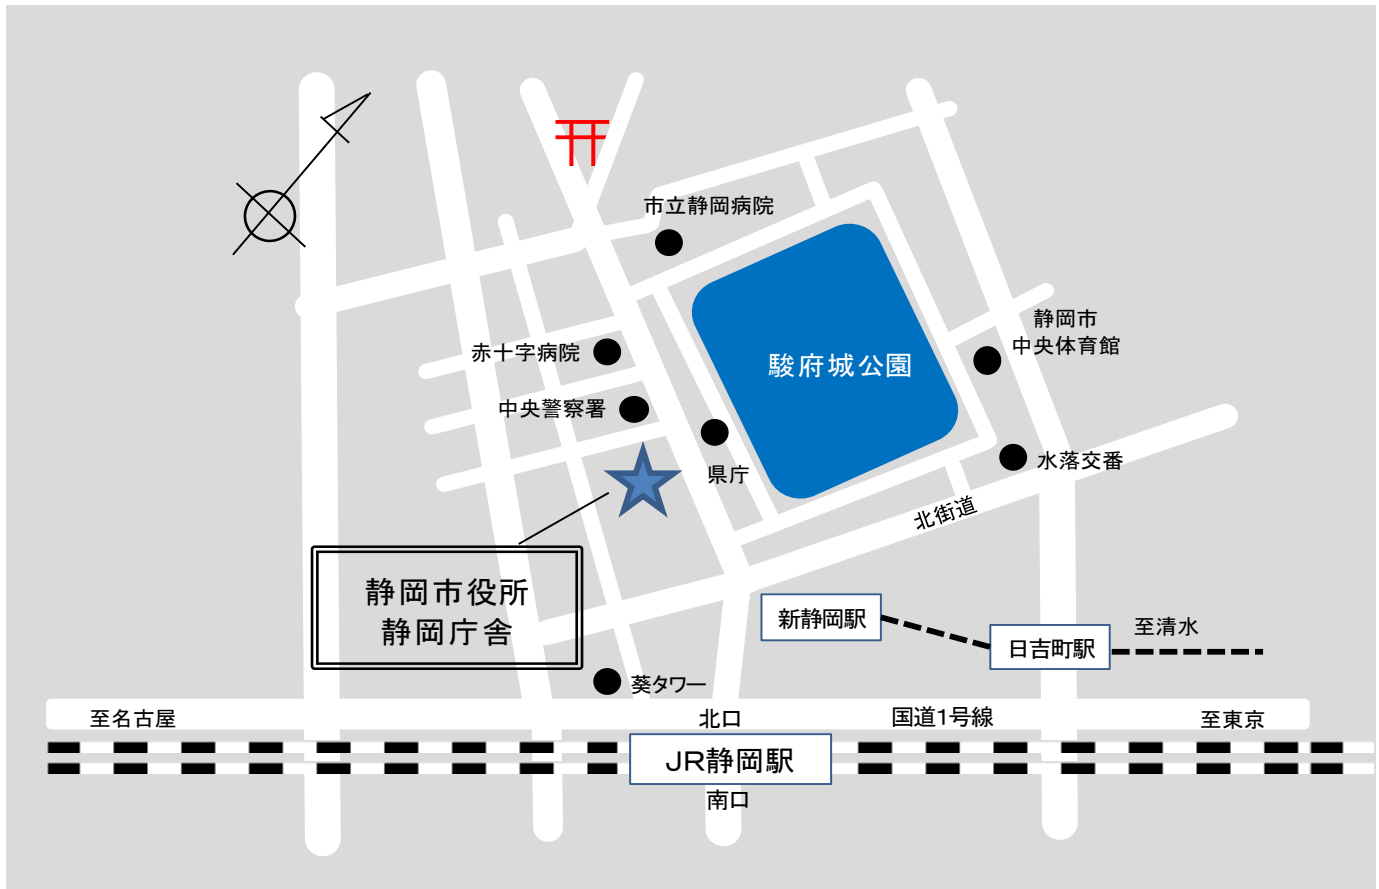 市立静岡病院
静岡市
中央体育館
赤十字病院
駿府城公園
中央警察署
水落交番
県庁
北街道
静岡市役所
静岡庁舎
新静岡駅
日吉町駅
至清水
葵タワー
至名古屋
北口
国道1号線
至東京
JR静岡駅
南口